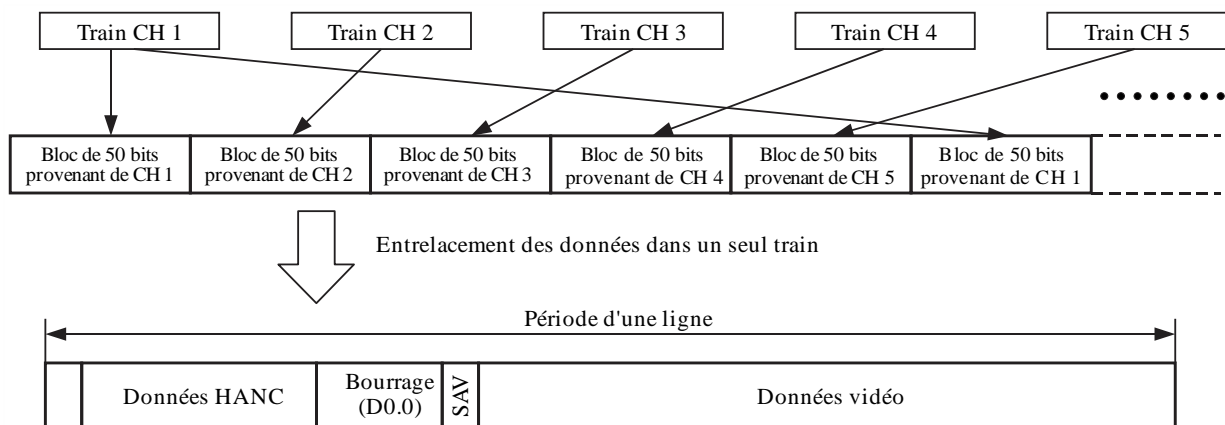 Train CH 1
Train CH 2
Train CH 3
Train CH 4
Train CH 5
Bloc de 50 bits
provenant de CH 1
Bloc de 50 bits
provenant de CH 2
Bloc de 50 bits
provenant de CH 3
Bloc de 50 bits
provenant de CH 4
Bloc de 50 bits
provenant de CH 5
Bloc de 50 bits
provenant de CH 1
Entrelacement des données dans un seul train
Période d'une ligne
Données HANC
Bourrage
(D0.0)
SAV
Données vidéo